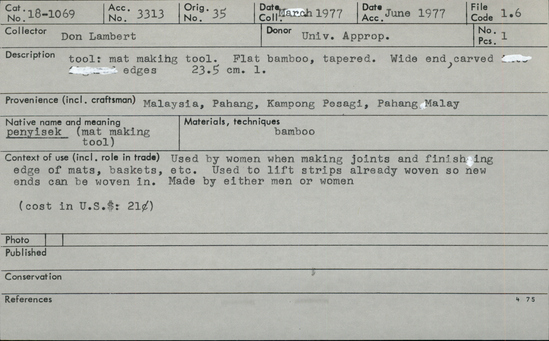 Cat. No. 18-1069 Acc. No. 3313 Orig. No. 35 Date Coll. March 1977 Date Acc. June 1977 File Code 1.6
Collector Don Lambert Donor Univ. Approp. No. Pcs. 1
Description tool: mat making tool. Flat bamboo, tapered. Wide end, carved
edges 23.5 cm. l.
Provenience (incl. craftsman) Malaysia, Pahang, Kampong Pesagi, Pahang Malay
Native name and meaning Materials, techniques
penyisek (mat making bamboo
tool)
Context of use (incl. role in trade) Used by women when making joints and finishing
edge of mats, baskets, etc. Used to lift strips already woven so new
ends can be woven in. Made by either men or women
(cost in U.S.$: 21¢)
Photo
Published
Conservation
References 4 75